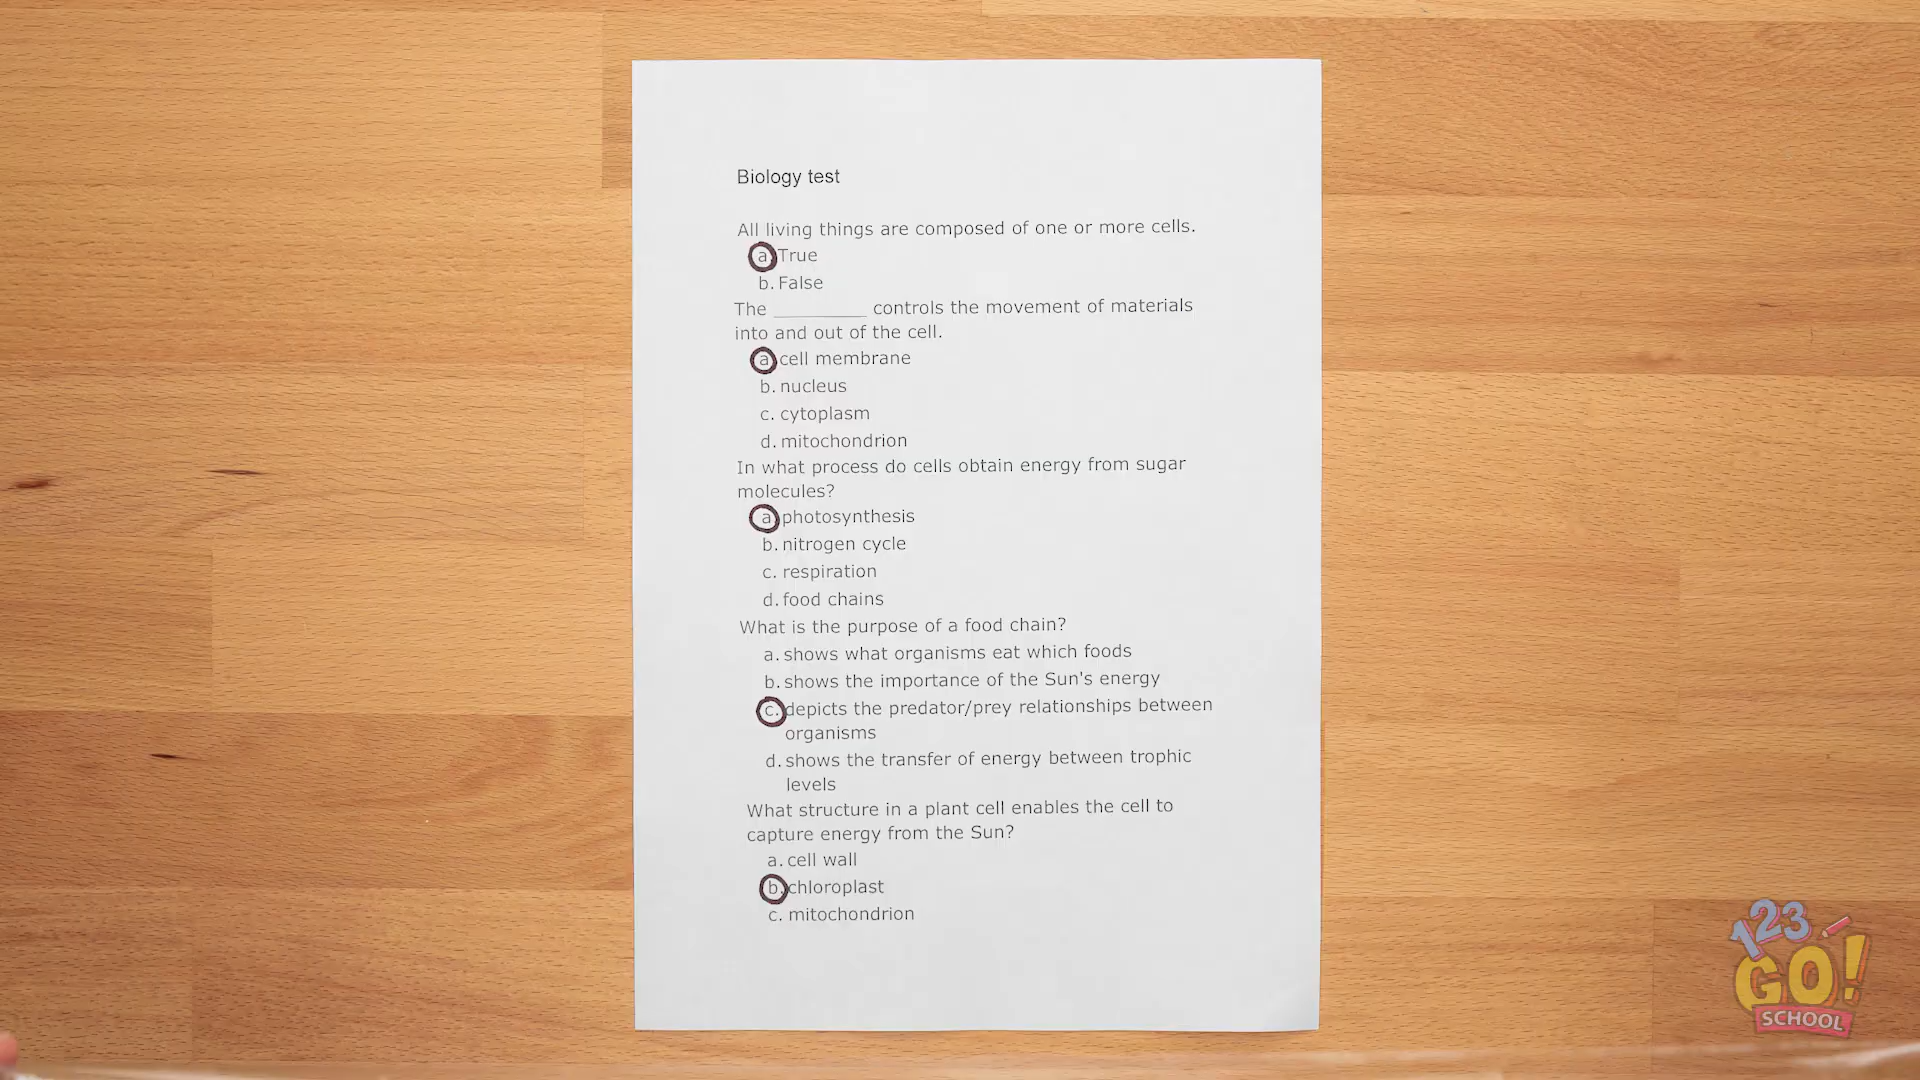 Biology test
All living things are composed of one or more cells.
a. True
b. False
The __________ controls the movement of materials
into and out of the cell.
a. cell membrane
b. nucleus
c. cytoplasm
d. mitochondrion
In what process do cells obtain energy from sugar
molecules?
a. photosynthesis
b. nitrogen cycle
c. respiration
d. food chains
What is the purpose of a food chain?
a. shows what organisms eat which foods
b. shows the importance of the Sun's energy
c. depicts the predator/prey relationships between
organisms
d. shows the transfer of energy between trophic
levels
What structure in a plant cell enables the cell to
capture energy from the Sun?
a. cell wall
b. chloroplast
c. mitochondrion
123
GO!
SCHOOL